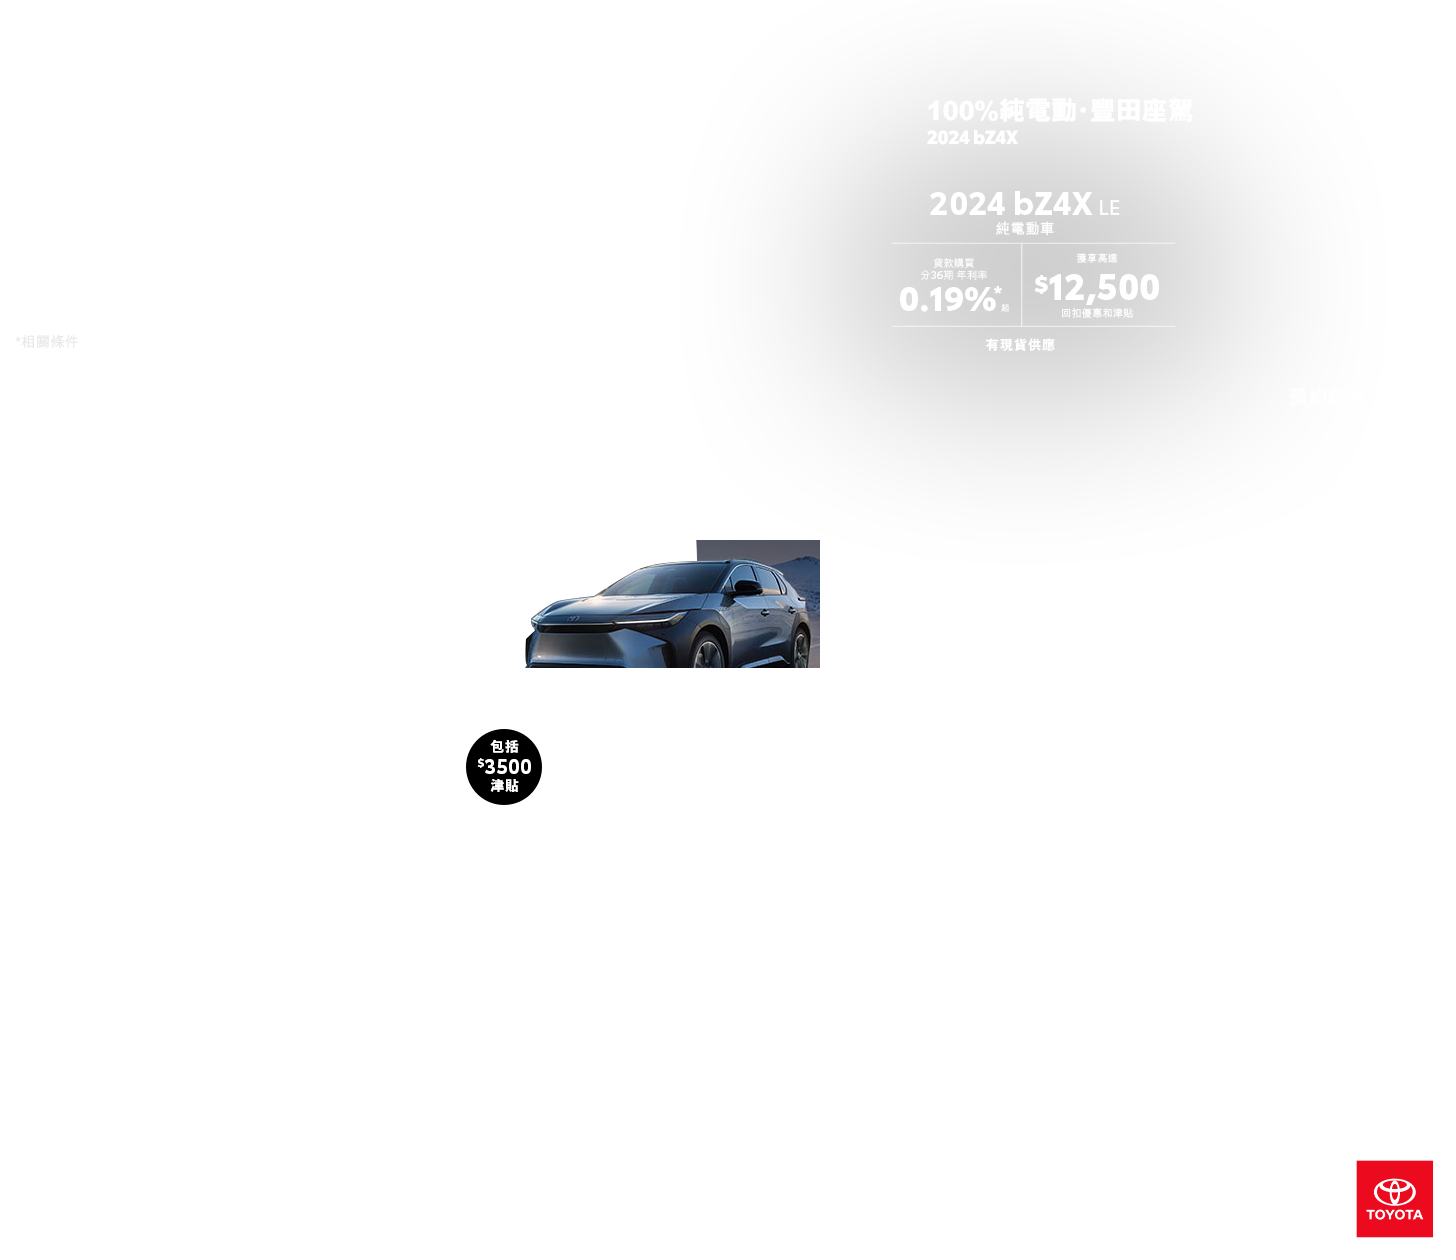 100%純電動·豐田座駕
2024 bZ4X
2024 bZ4X LE
純電動車
貸款購買
分36期 年利率
0.19%*起
獲享高達
$12,500
回扣優惠和津貼
有現貨供應
*相關條件
包括
$3500
津貼
TOYOTA